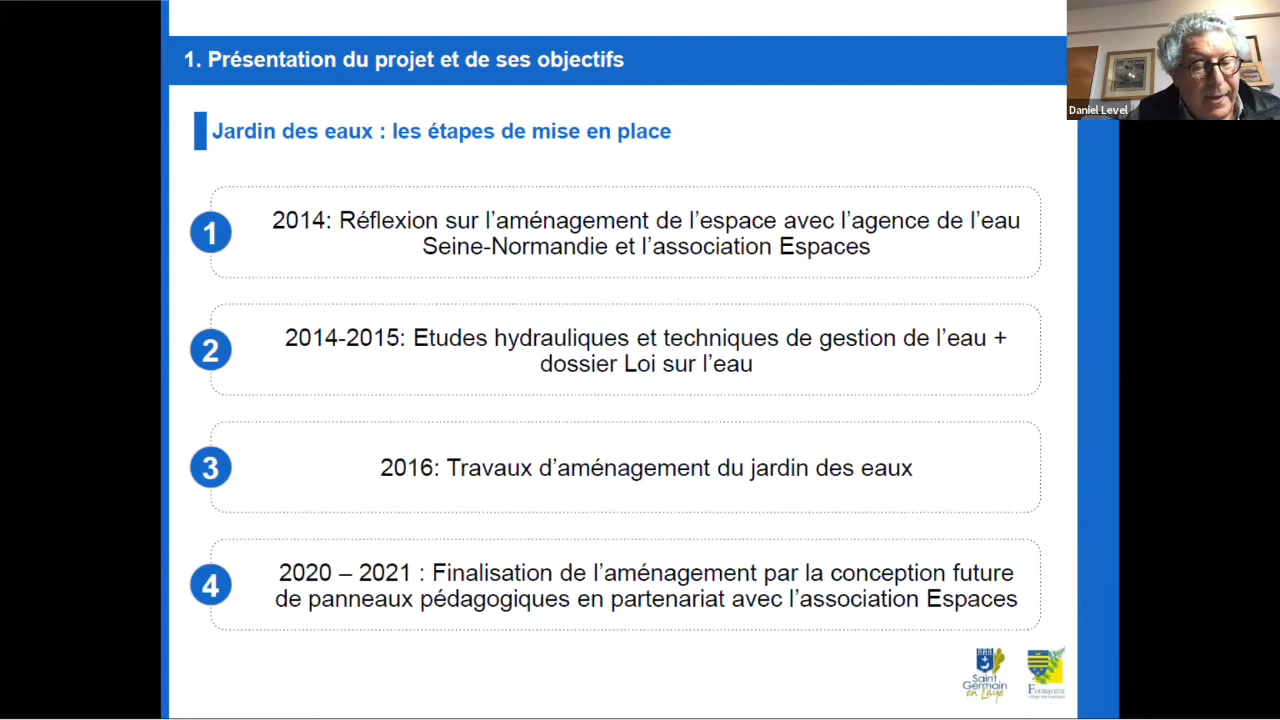 1. Présentation du projet et de ses objectifs
Daniel Level
Jardin des eaux : les étapes de mise en place
1
2014: Réflexion sur l’aménagement de l’espace avec l’agence de l’eau
Seine-Normandie et l’association Espaces
2
2014-2015: Etudes hydrauliques et techniques de gestion de l’eau +
dossier Loi sur l’eau
3
2016: Travaux d’aménagement du jardin des eaux
4
2020 – 2021 : Finalisation de l’aménagement par la conception future
de panneaux pédagogiques en partenariat avec l’association Espaces
Saint
Germain
en Laye
Fourqueux